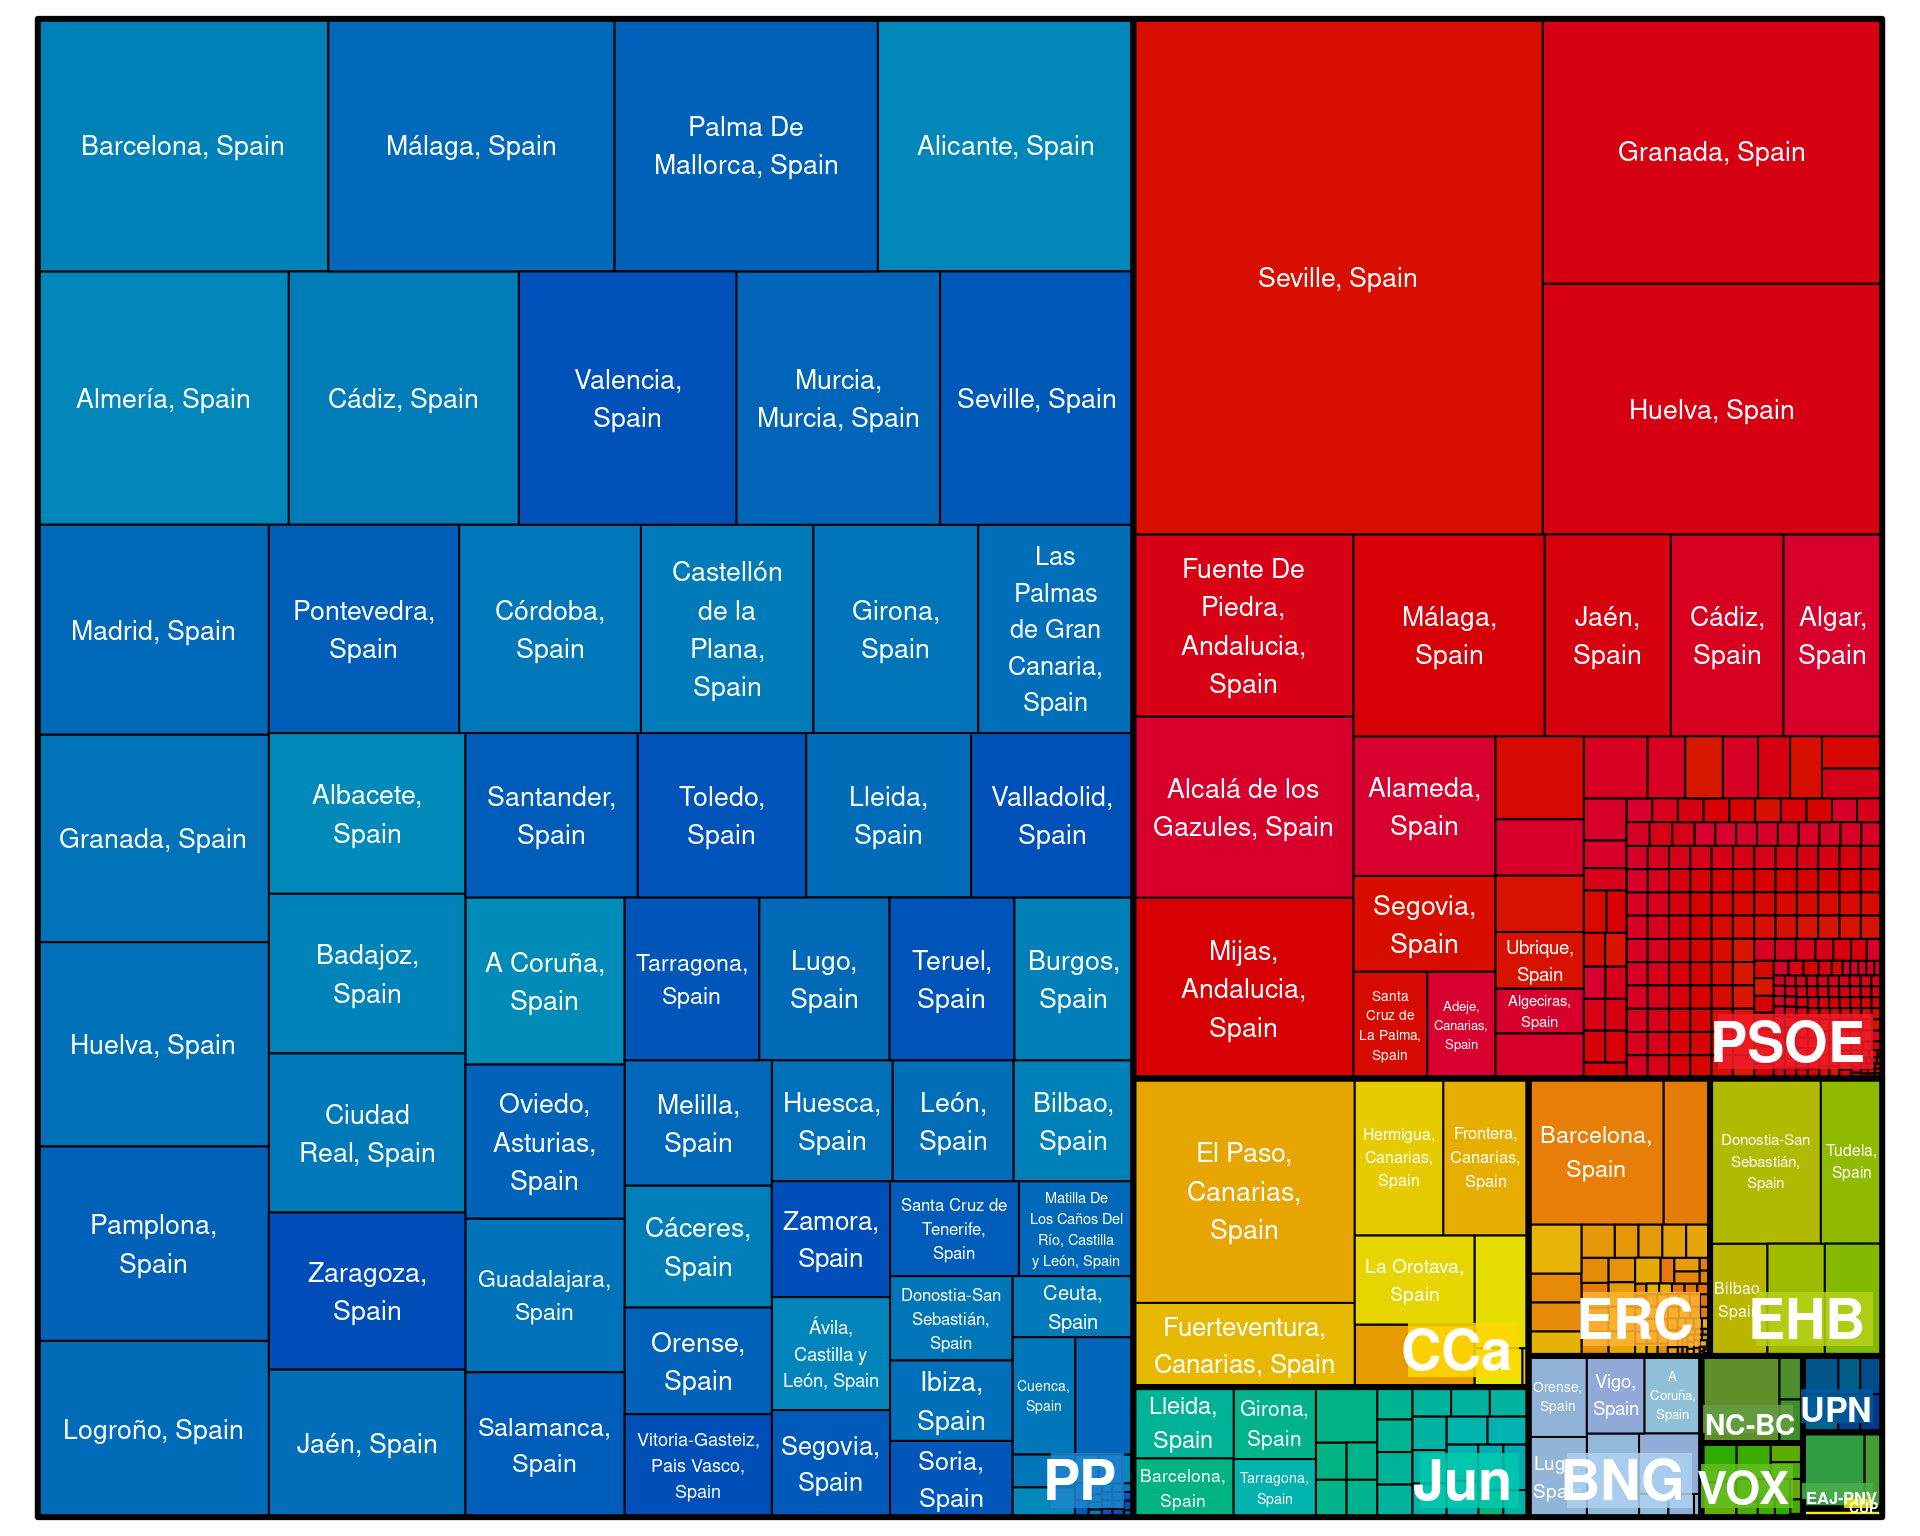 Barcelona, Spain
Málaga, Spain
Palma De
Mallorca, Spain
Alicante, Spain
Almería, Spain
Cádiz, Spain
Valencia,
Spain
Murcia,
Murcia, Spain
Seville, Spain
Madrid, Spain
Pontevedra,
Spain
Córdoba,
Spain
Castellón
de la
Plana,
Spain
Girona,
Spain
Las
Palmas
de Gran
Canaria,
Spain
Granada, Spain
Albacete,
Spain
Santander,
Spain
Toledo,
Spain
Lleida,
Spain
Valladolid,
Spain
Badajoz,
Spain
A Coruña,
Spain
Tarragona,
Spain
Lugo,
Spain
Teruel,
Spain
Burgos,
Spain
Huelva, Spain
Ciudad
Real, Spain
Oviedo,
Asturias,
Spain
Melilla,
Spain
Huesca,
Spain
León,
Spain
Bilbao,
Spain
Pamplona,
Spain
Zaragoza,
Spain
Guadalajara,
Spain
Cáceres,
Spain
Zamora,
Spain
Santa Cruz de
Tenerife,
Spain
Matilla De
Los Caños Del
Río, Castilla
y León, Spain
Orense,
Spain
Ávila,
Castilla y
León, Spain
Donostia-San
Sebastián,
Spain
Ceuta,
Spain
Logroño, Spain
Jaén, Spain
Salamanca,
Spain
Vitoria-Gasteiz,
Pais Vasco,
Spain
Segovia,
Spain
Ibiza,
Spain
Soria,
Spain
Cuenca,
Spain
PP
Seville, Spain
Granada, Spain
Huelva, Spain
Fuente De
Piedra,
Andalucia,
Spain
Málaga,
Spain
Jaén,
Spain
Cádiz,
Spain
Algar,
Spain
Alcalá de los
Gazules, Spain
Alameda,
Spain
Mijas,
Andalucia,
Spain
Segovia,
Spain
Ubrique,
Spain
Santa
Cruz de
La Palma,
Spain
Adeje,
Canarias,
Spain
Algeciras,
Spain
PSOE
El Paso,
Canarias,
Spain
Hermigua,
Canarias,
Spain
Frontera,
Canarias,
Spain
La Orotava,
Spain
Fuerteventura,
Canarias, Spain
CCa
Barcelona,
Spain
ERC
Donostia-San
Sebastián,
Spain
Tudela,
Spain
Bilbao,
Spain
EHB
Lleida,
Spain
Girona,
Spain
Barcelona,
Spain
Tarragona,
Spain
Jun
Orense,
Spain
Vigo,
Spain
A
Coruña,
Spain
Lugo,
Spain
BNG
NC-BC
UPN
VOX
EAJ-PNV
CUP